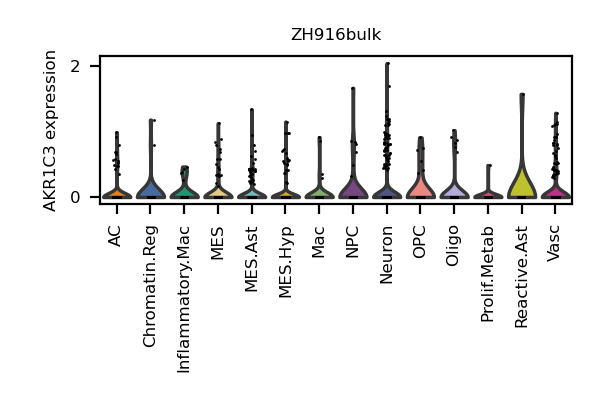 ZH916bulk
AKR1C3 expression
2
0
AC
Chromatin.Reg
Inflammatory.Mac
MES
MES.Ast
MES.Hyp
Mac
NPC
Neuron
OPC
Oligo
Prolif.Metab
Reactive.Ast
Vasc